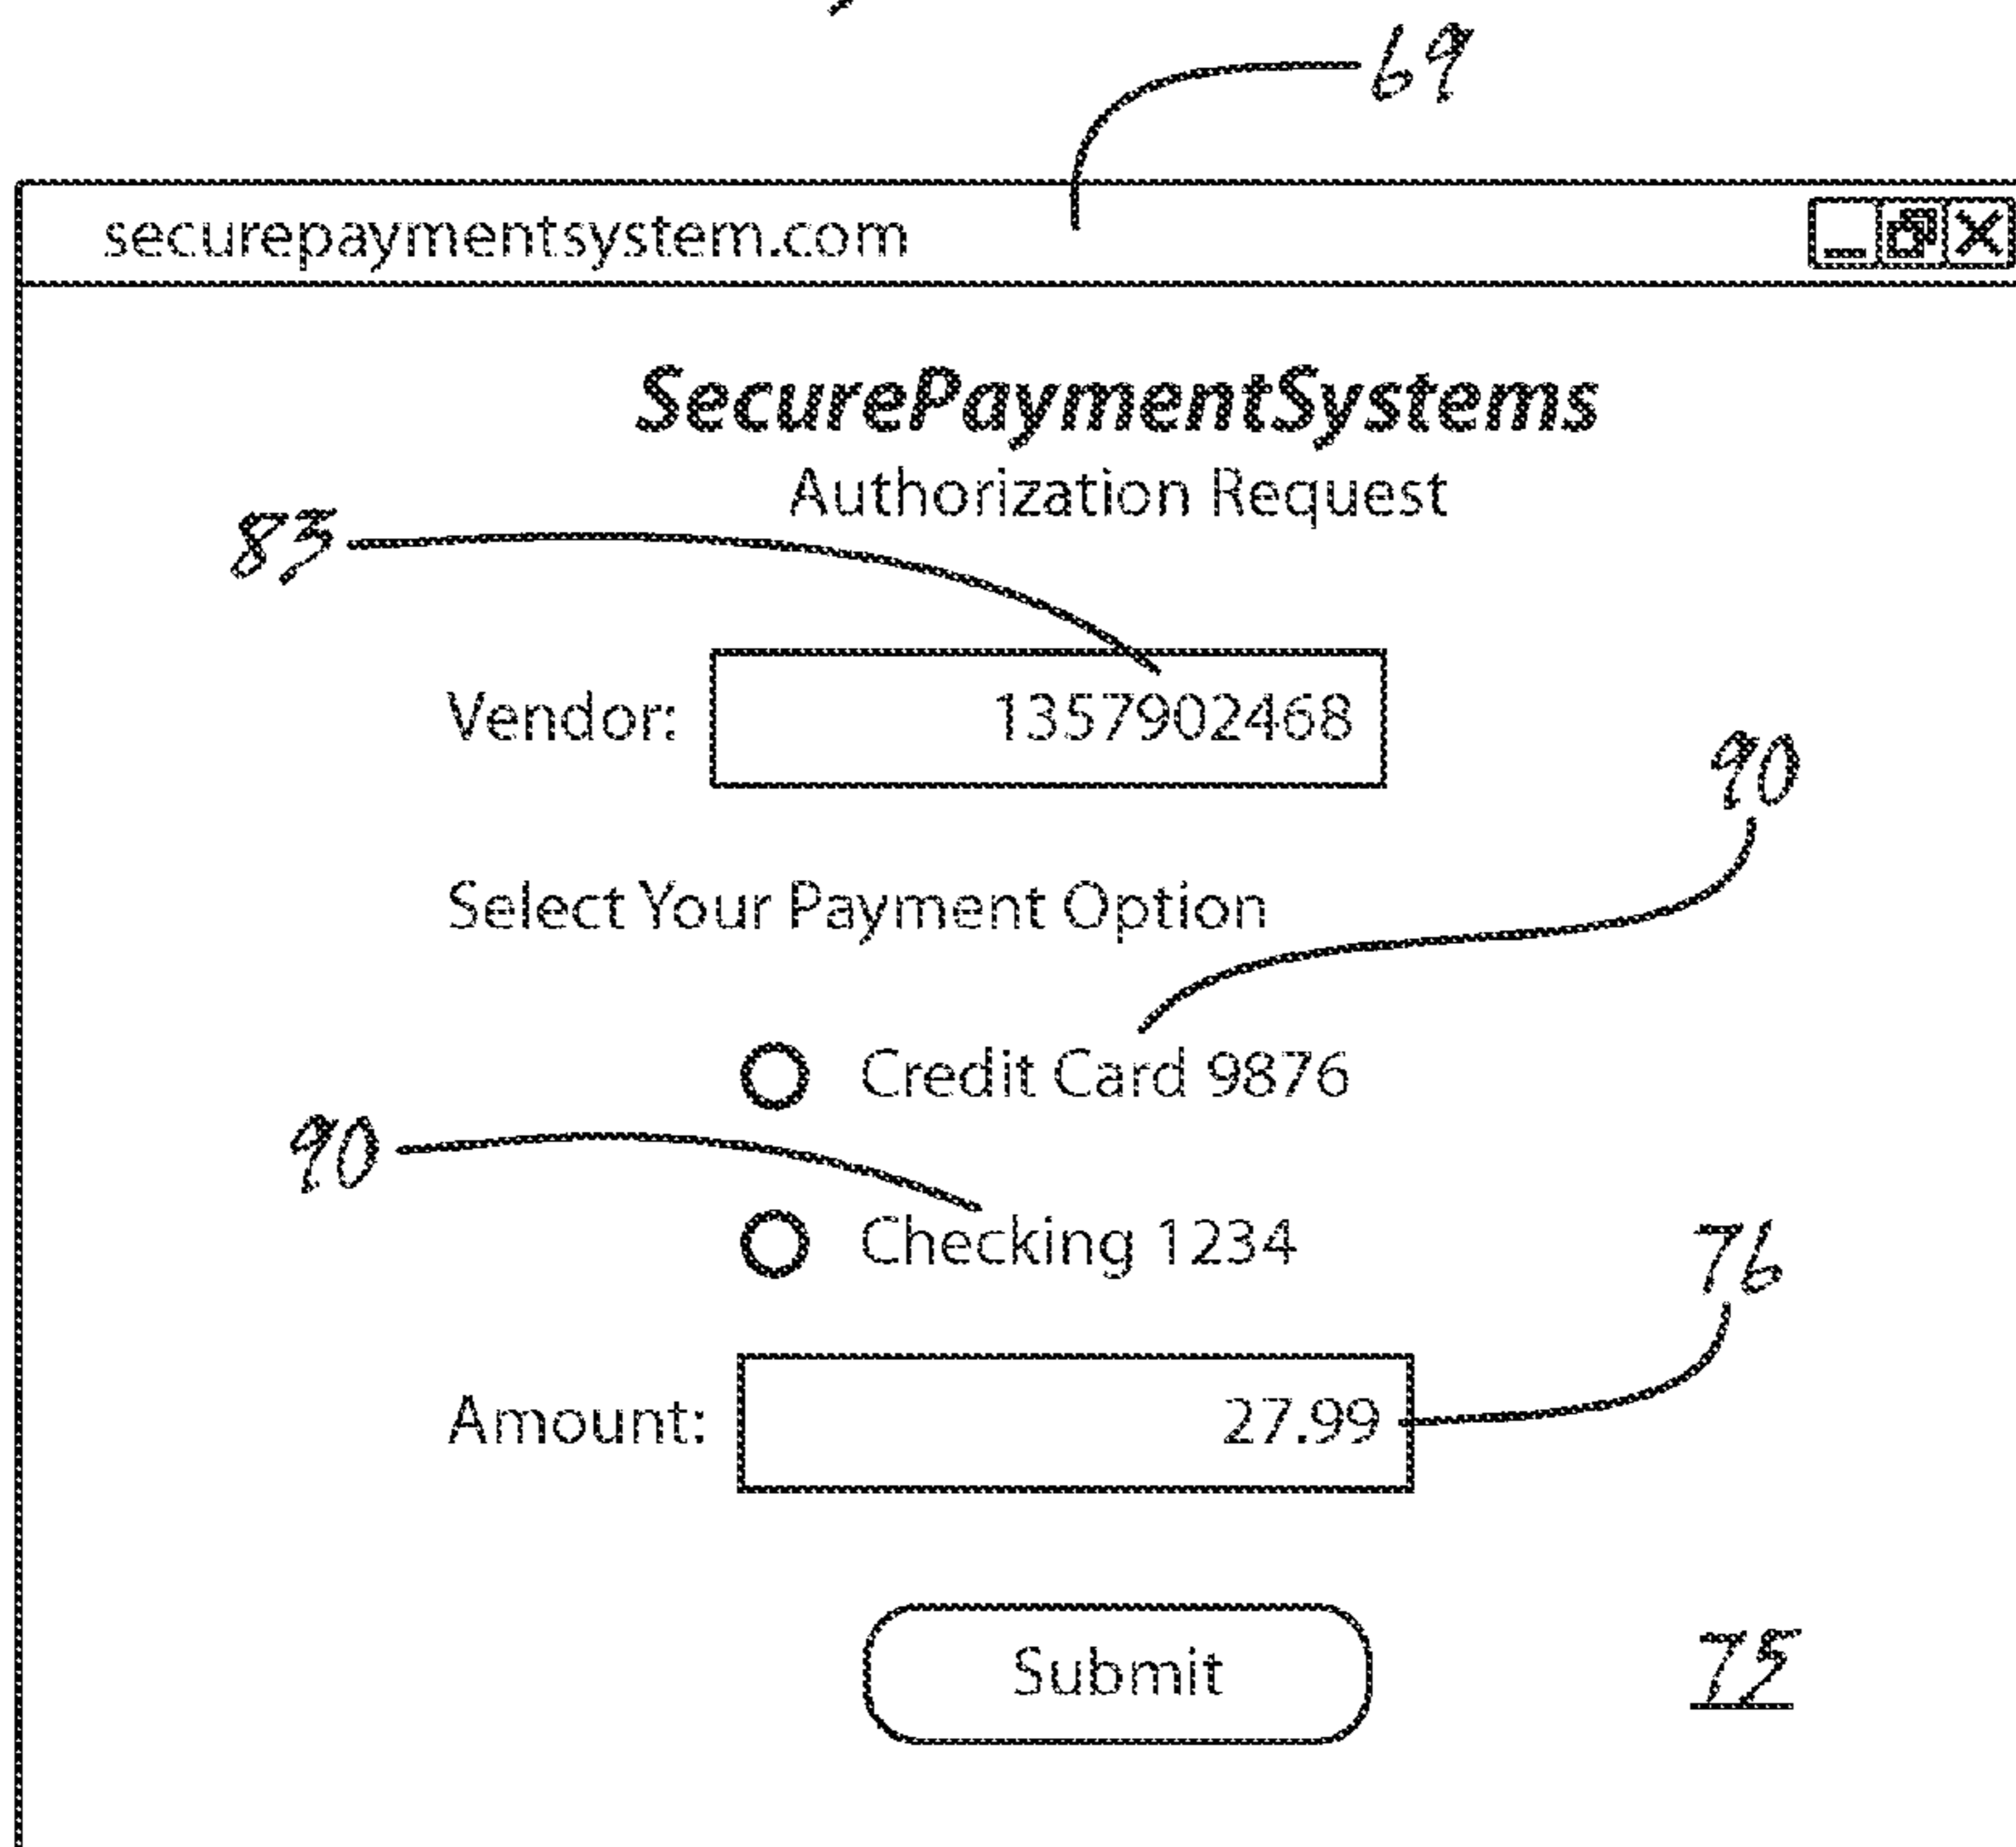 69
securepaymentsystem.com
SecurePaymentSystems
Authorization Request
83
Vendor: 1357902468
90
Select Your Payment Option
Credit Card 9876
90
Checking 1234
76
Amount: 27.99
Submit
75